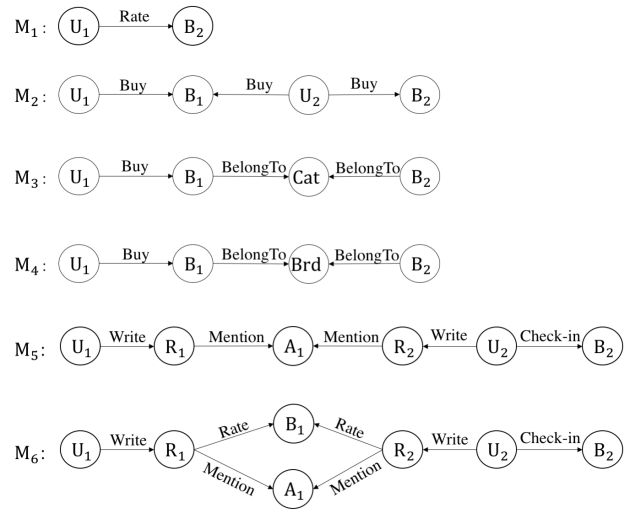 M1: U1 Rate B2
M2: U1 Buy B1 Buy U2 Buy B2
M3: U1 Buy B1 BelongTo Cat BelongTo B2
M4: U1 Buy B1 BelongTo Brd BelongTo B2
M5: U1 Write R1 Mention A1 Mention R2 Write U2 Check-in B2
B1
Rate Rate
M6: U1 Write R1 R2 Write U2 Check-in B2
Mention Mention
A1